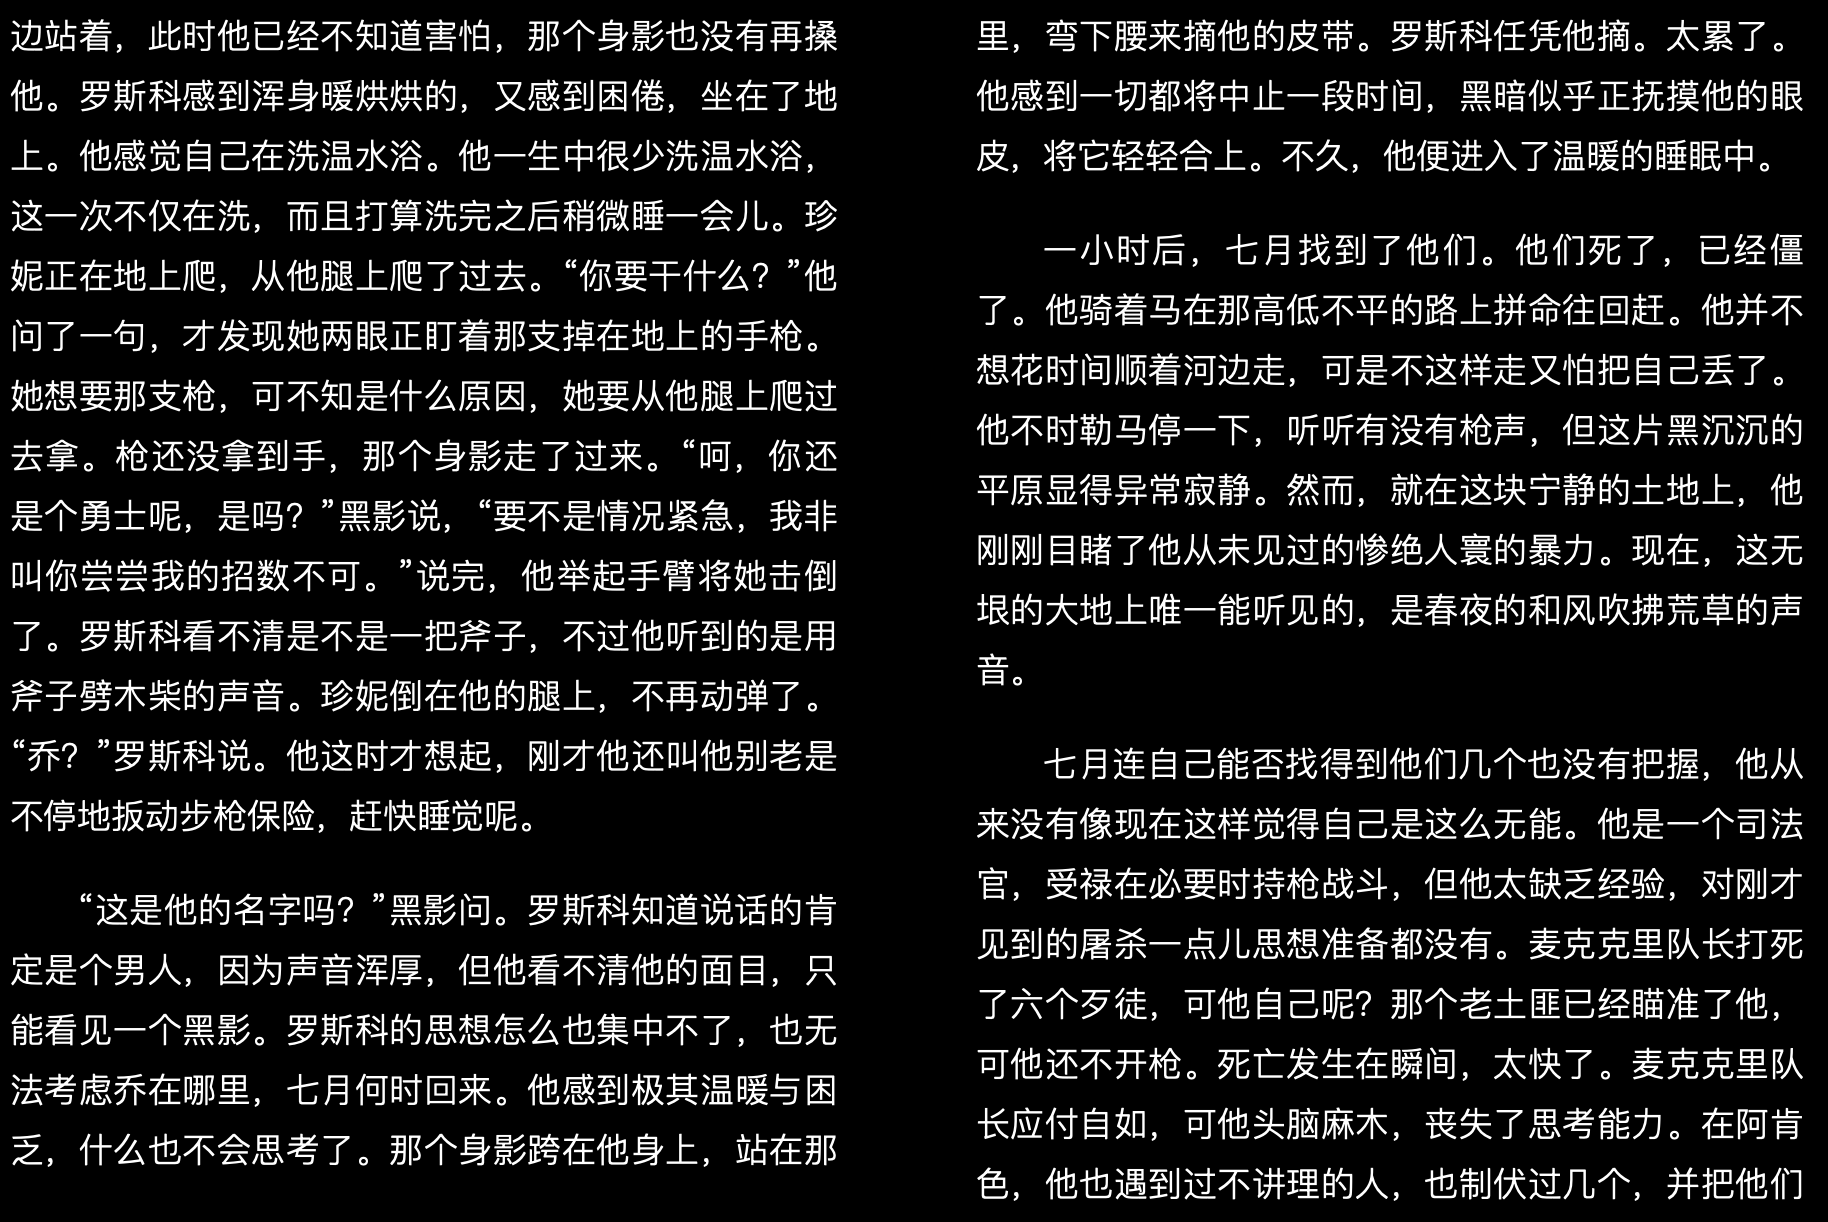 边站着，此时他已经不知道害怕，那个身影也没有再搡
他。罗斯科感到浑身暖烘烘的，又感到困倦，坐在了地
上。他感觉自己在洗温水浴。他一生中很少洗温水浴，
这一次不仅在洗，而且打算洗完之后稍微睡一会儿。珍
妮正在地上爬，从他腿上爬了过去。“你要干什么？”他
问了一句，才发现她两眼正盯着那支掉在地上的手枪。
她想要那支枪，可不知是什么原因，她要从他腿上爬过
去拿。枪还没拿到手，那个身影走了过来。“呵，你还
是个勇士呢，是吗？”黑影说，“要不是情况紧急，我非
叫你尝尝我的招数不可。”说完，他举起手臂将她击倒
了。罗斯科看不清是不是一把斧子，不过他听到的是用
斧子劈木柴的声音。珍妮倒在他的腿上，不再动弹了。
“乔？”罗斯科说。他这时才想起，刚才他还叫他别老是
不停地扳动步枪保险，赶快睡觉呢。
“这是他的名字吗？”黑影问。罗斯科知道说话的肯
定是个男人，因为声音浑厚，但他看不清他的面目，只
能看见一个黑影。罗斯科的思想怎么也集中不了，也无
法考虑乔在哪里，七月何时回来。他感到极其温暖与困
乏，什么也不会思考了。那个身影跨在他身上，站在那
里，弯下腰来摘他的皮带。罗斯科任凭他摘。太累了。
他感到一切都将中止一段时间，黑暗似乎正抚摸他的眼
皮，将它轻轻合上。不久，他便进入了温暖的睡眠中。
一小时后，七月找到了他们。他们死了，已经僵
了。他骑着马在那高低不平的路上拼命往回赶。他并不
想花时间顺着河边走，可是不这样走又怕把自己丢了。
他不时勒马停一下，听听有没有枪声，但这片黑沉沉的
平原显得异常寂静。然而，就在这块宁静的土地上，他
刚刚目睹了他从未见过的惨绝人寰的暴力。现在，这无
垠的大地上唯一能听见的，是春夜的和风吹拂荒草的声
音。
七月连自己能否找得到他们几个也没有把握，他从
来没有像现在这样觉得自己是这么无能。他是一个司法
官，受禄在必要时持枪战斗，但他太缺乏经验，对刚才
见到的屠杀一点儿思想准备都没有。麦克克里队长打死
了六个歹徒，可他自己呢？那个老土匪已经瞄准了他，
可他还不开枪。死亡发生在瞬间，太快了。麦克克里队
长应付自如，可他头脑麻木，丧失了思考能力。在阿肯
色，他也遇到过不讲理的人，也制伏过几个，并把他们